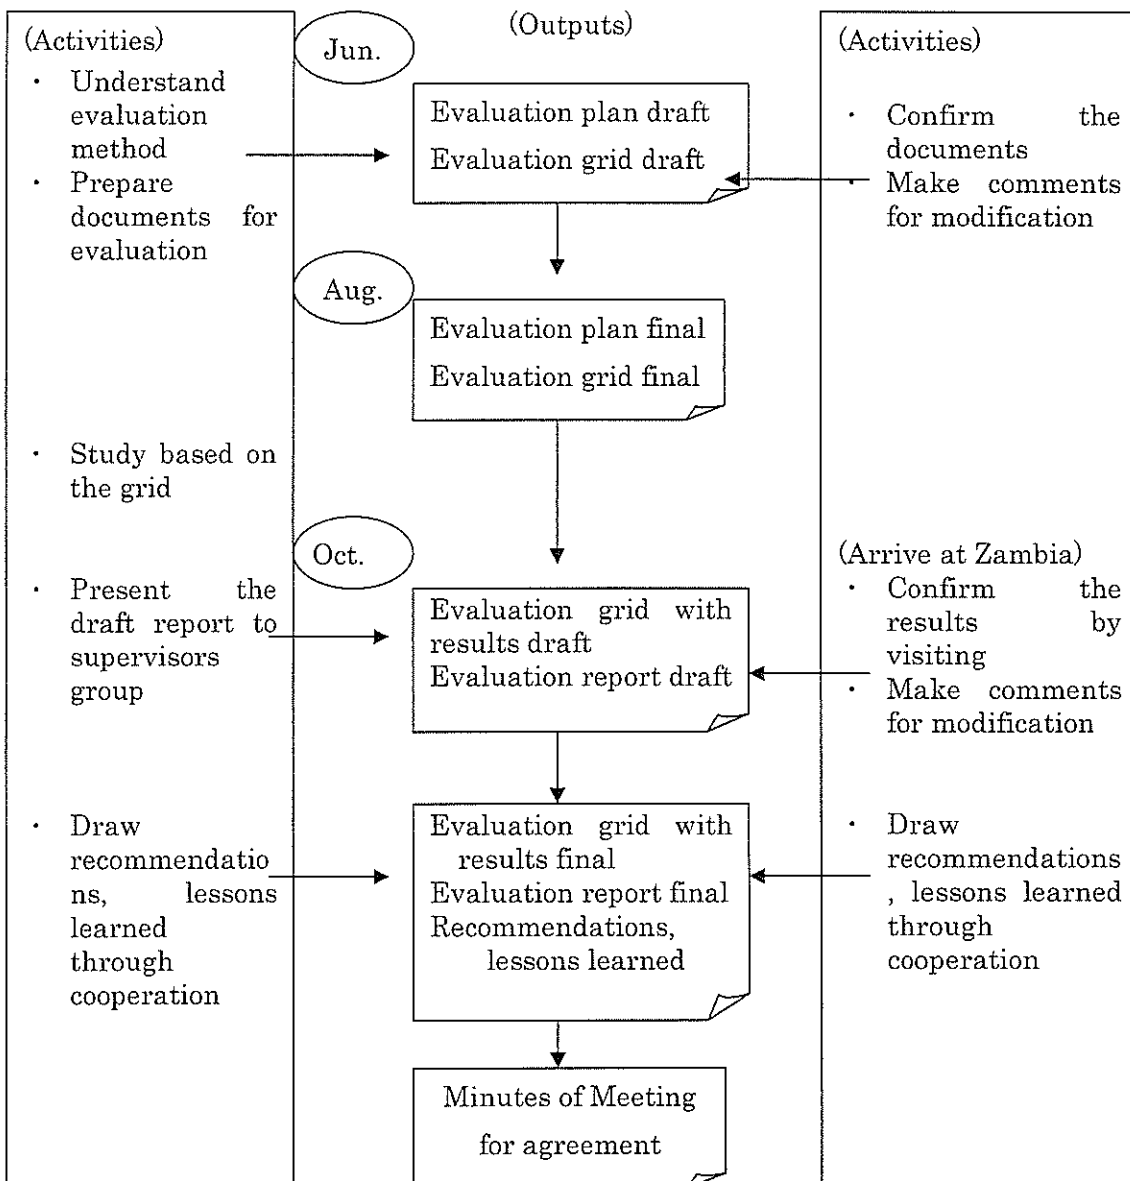 (Activities)
· Understand
evaluation
method
· Prepare
documents for
evaluation
· Study based on
the grid
· Present the
draft report to
supervisors
group
· Draw
recommendatio
ns, lessons
learned
through
cooperation
Jun.
Aug.
Oct.
(Outputs)
Evaluation plan draft
Evaluation grid draft
Evaluation plan final
Evaluation grid final
Evaluation grid with
results draft
Evaluation report draft
Evaluation grid with
results final
Evaluation report final
Recommendations,
lessons learned
Minutes of Meeting
for agreement
(Activities)
· Confirm the
documents
· Make comments
for modification
(Arrive at Zambia)
· Confirm the
results by
visiting
· Make comments
for modification
· Draw
recommendations
, lessons learned
through
cooperation